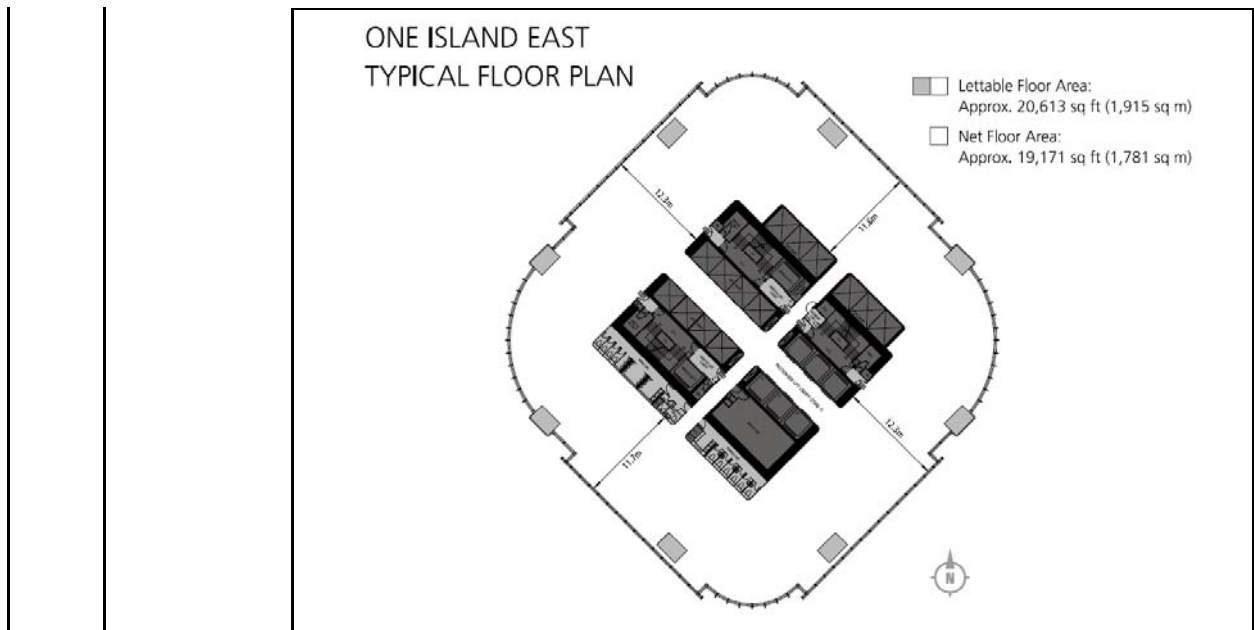 ONE ISLAND EAST
TYPICAL FLOOR PLAN
Lettable Floor Area:
Approx. 20,613 sq ft (1,915 sq m)
Net Floor Area:
Approx. 19,171 sq ft (1,781 sq m)
12.3m
11.6m
12.3m
11.7m
N